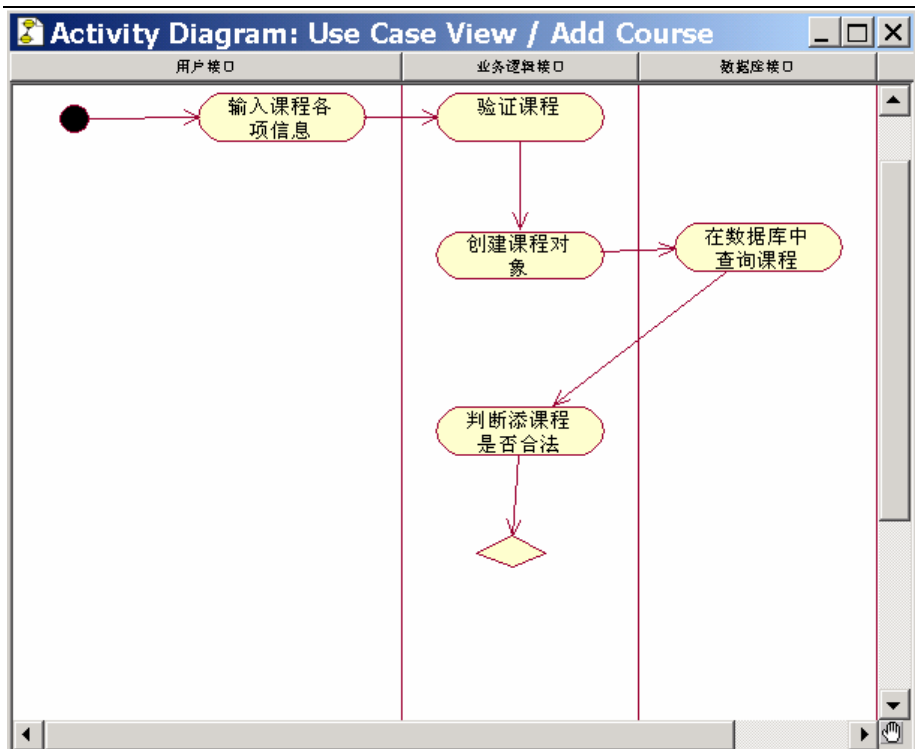 Activity Diagram: Use Case View / Add Course
用户接口
业务逻辑接口
数据库接口
输入课程各
项信息
验证课程
创建课程对
象
在数据库中
查询课程
判断添课程
是否合法